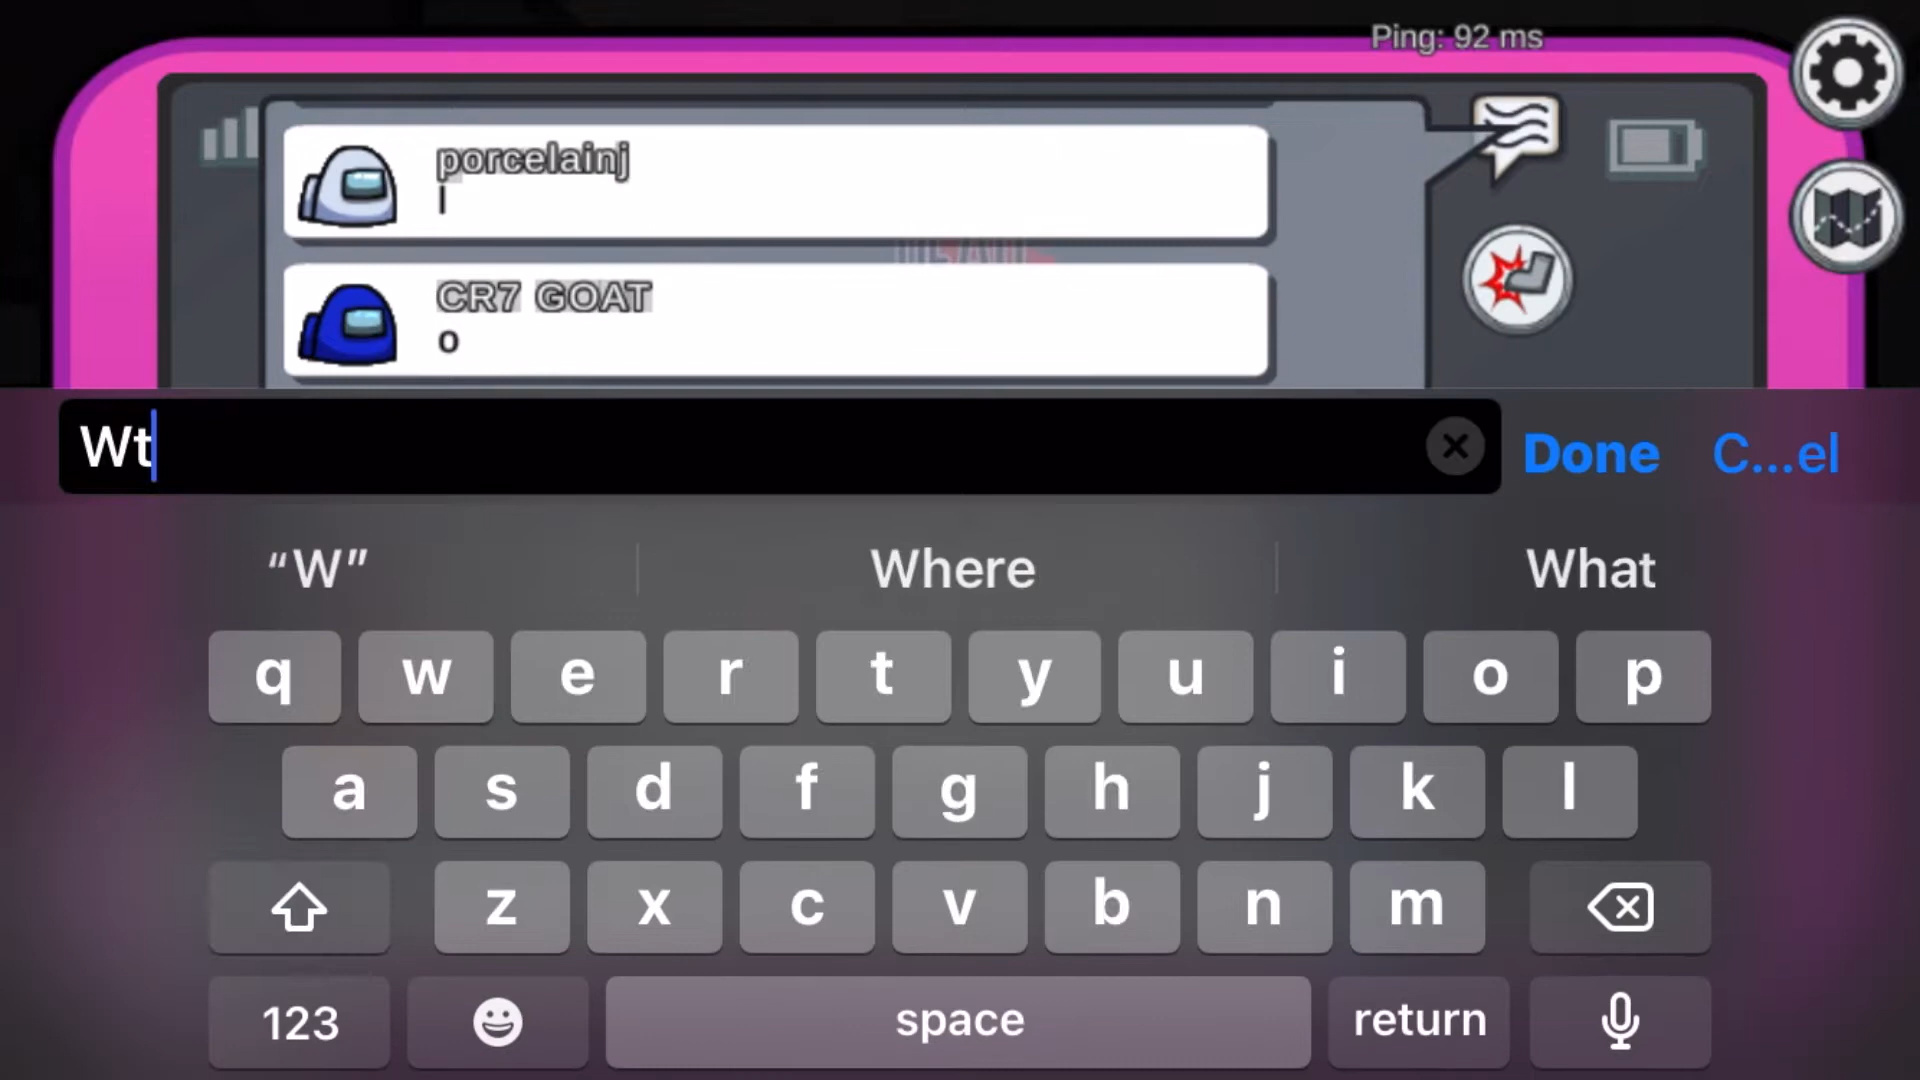 Ping: 92 ms
porcelainj
CR7 GOAT
o
Wt
Done
C...el
“W”
Where
What
q w e r t y u i o p
a s d f g h j k l
z x c v b n m
123
space
return